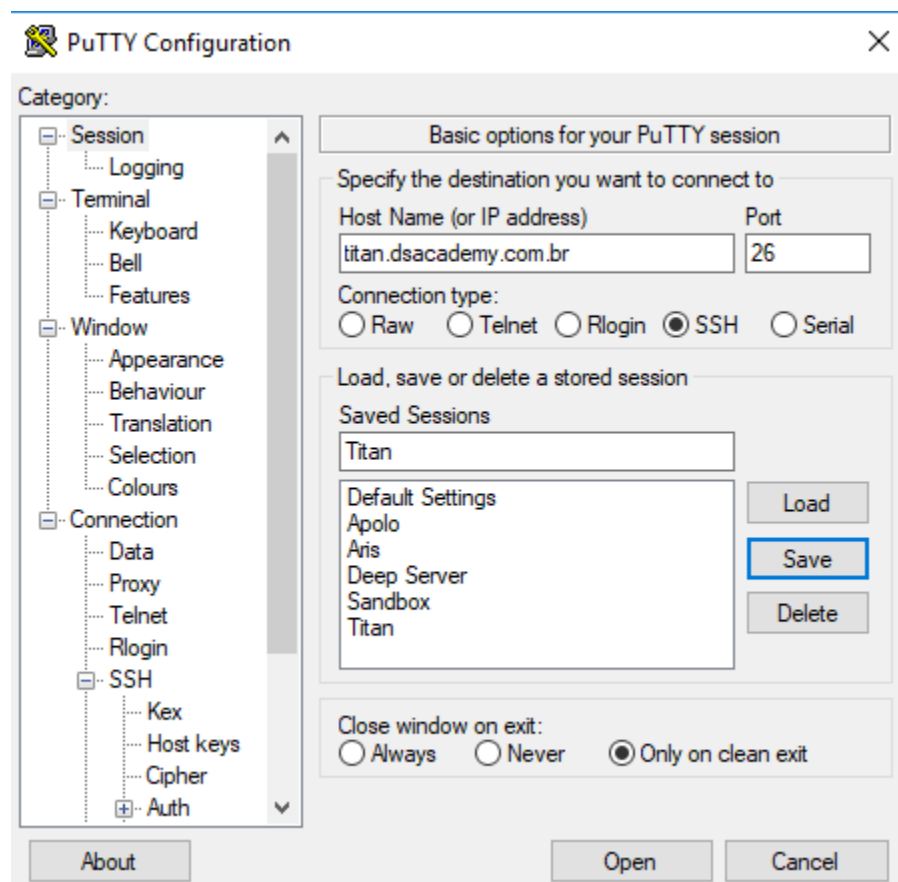 PuTTY Configuration
Category:
Session
Logging
Terminal
Keyboard
Bell
Features
Window
Appearance
Behaviour
Translation
Selection
Colours
Connection
Data
Proxy
Telnet
Rlogin
SSH
Kex
Host keys
Cipher
Auth
Basic options for your PuTTY session
Specify the destination you want to connect to
Host Name (or IP address) Port
titan.dsacademy.com.br 26
Connection type:
Raw Telnet Rlogin SSH Serial
Load, save or delete a stored session
Saved Sessions
Titan
Default Settings
Apolo
Aris
Deep Server
Sandbox
Titan
Load
Save
Delete
Close window on exit:
Always Never Only on clean exit
About Open Cancel